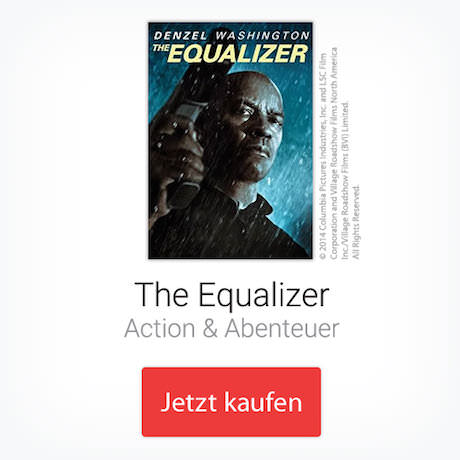 DENZEL WASHINGTON
THE EQUALIZER
© 2014 Columbia Pictures Industries, Inc. and LSC Film
Corporation and Village Roadshow Films North America
Inc./Village Roadshow Films (BVI) Limited.
All Rights Reserved.
The Equalizer
Action & Abenteuer
Jetzt kaufen